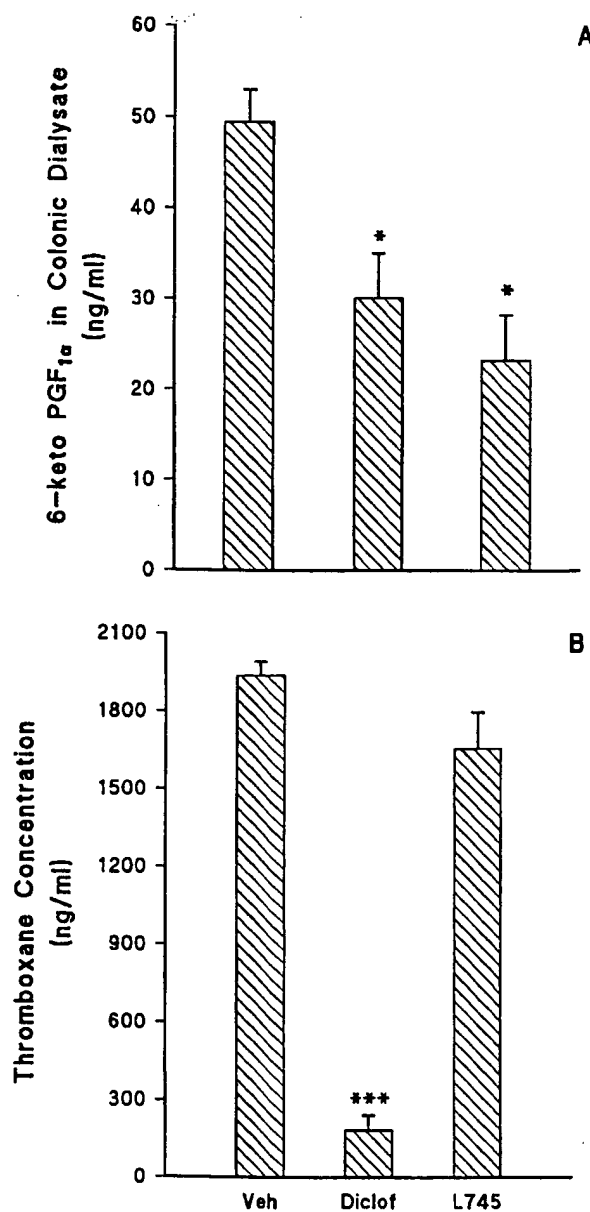 A
6-keto PGF1α in Colonic Dialysate
(ng/ml)
60
50
40
30
20
10
0
*
*
B
Thromboxane Concentration
(ng/ml)
2100
1800
1500
1200
900
600
300
0
***
Veh Diclof L745